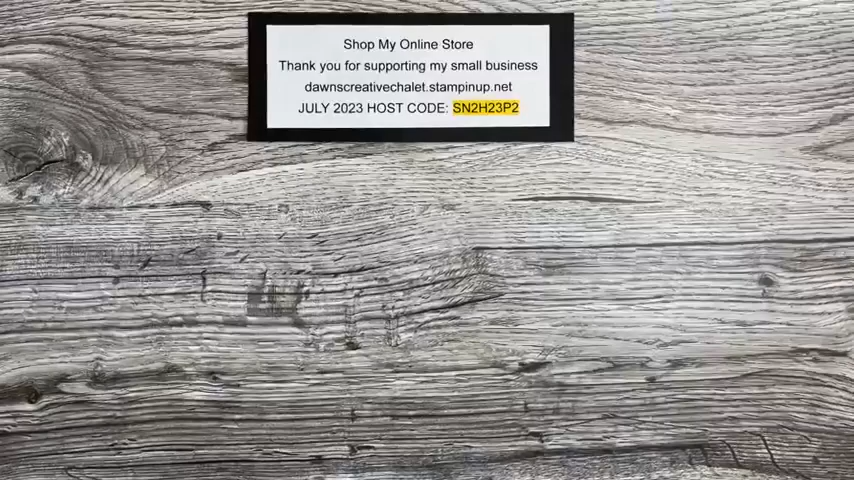 Shop My Online Store
Thank you for supporting my small business
dawnscreativechalet.stampinup.net
JULY 2023 HOST CODE: SN2H23P2